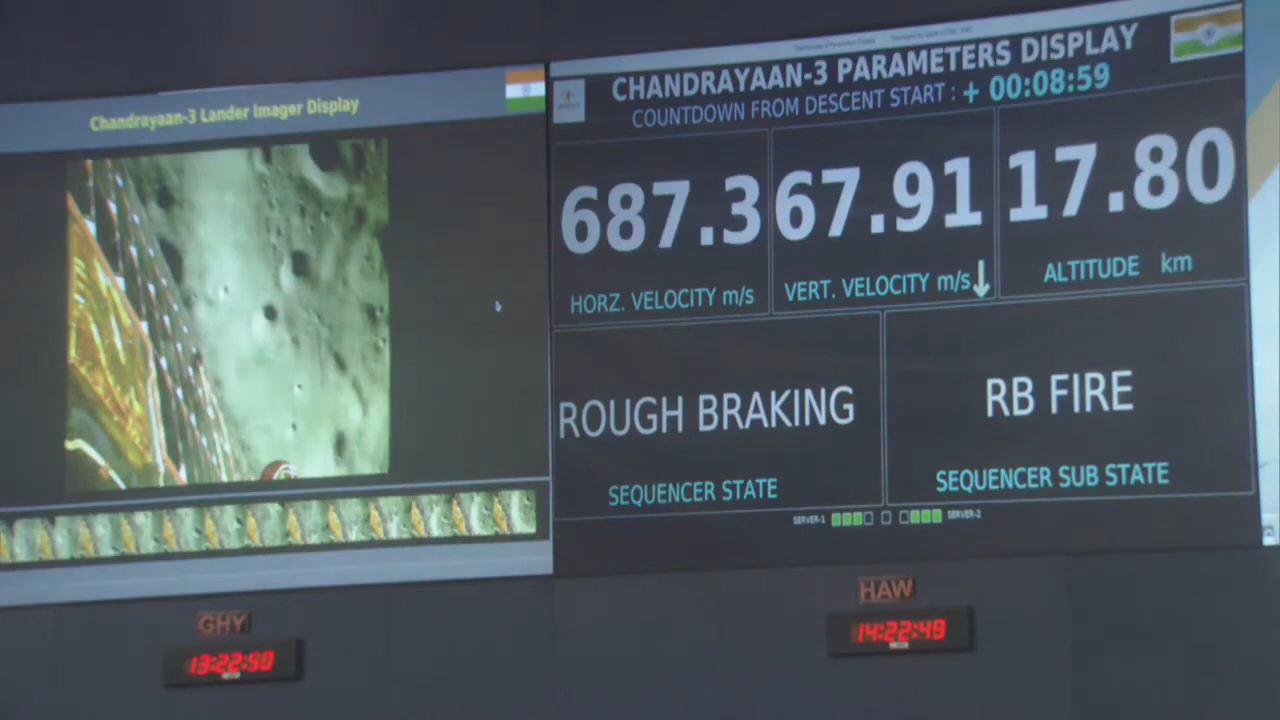 Chandrayaan-3 Lander Imager Display
CHANDRAYAAN-3 PARAMETERS DISPLAY
COUNTDOWN FROM DESCENT START : + 00:08:59
687.3
HORZ. VELOCITY m/s
67.91
VERT. VELOCITY m/s
17.80
ALTITUDE km
ROUGH BRAKING
SEQUENCER STATE
RB FIRE
SEQUENCER SUB STATE
SERVER-1
SERVER-2
GHY
13:22:50
HAW
14:22:49